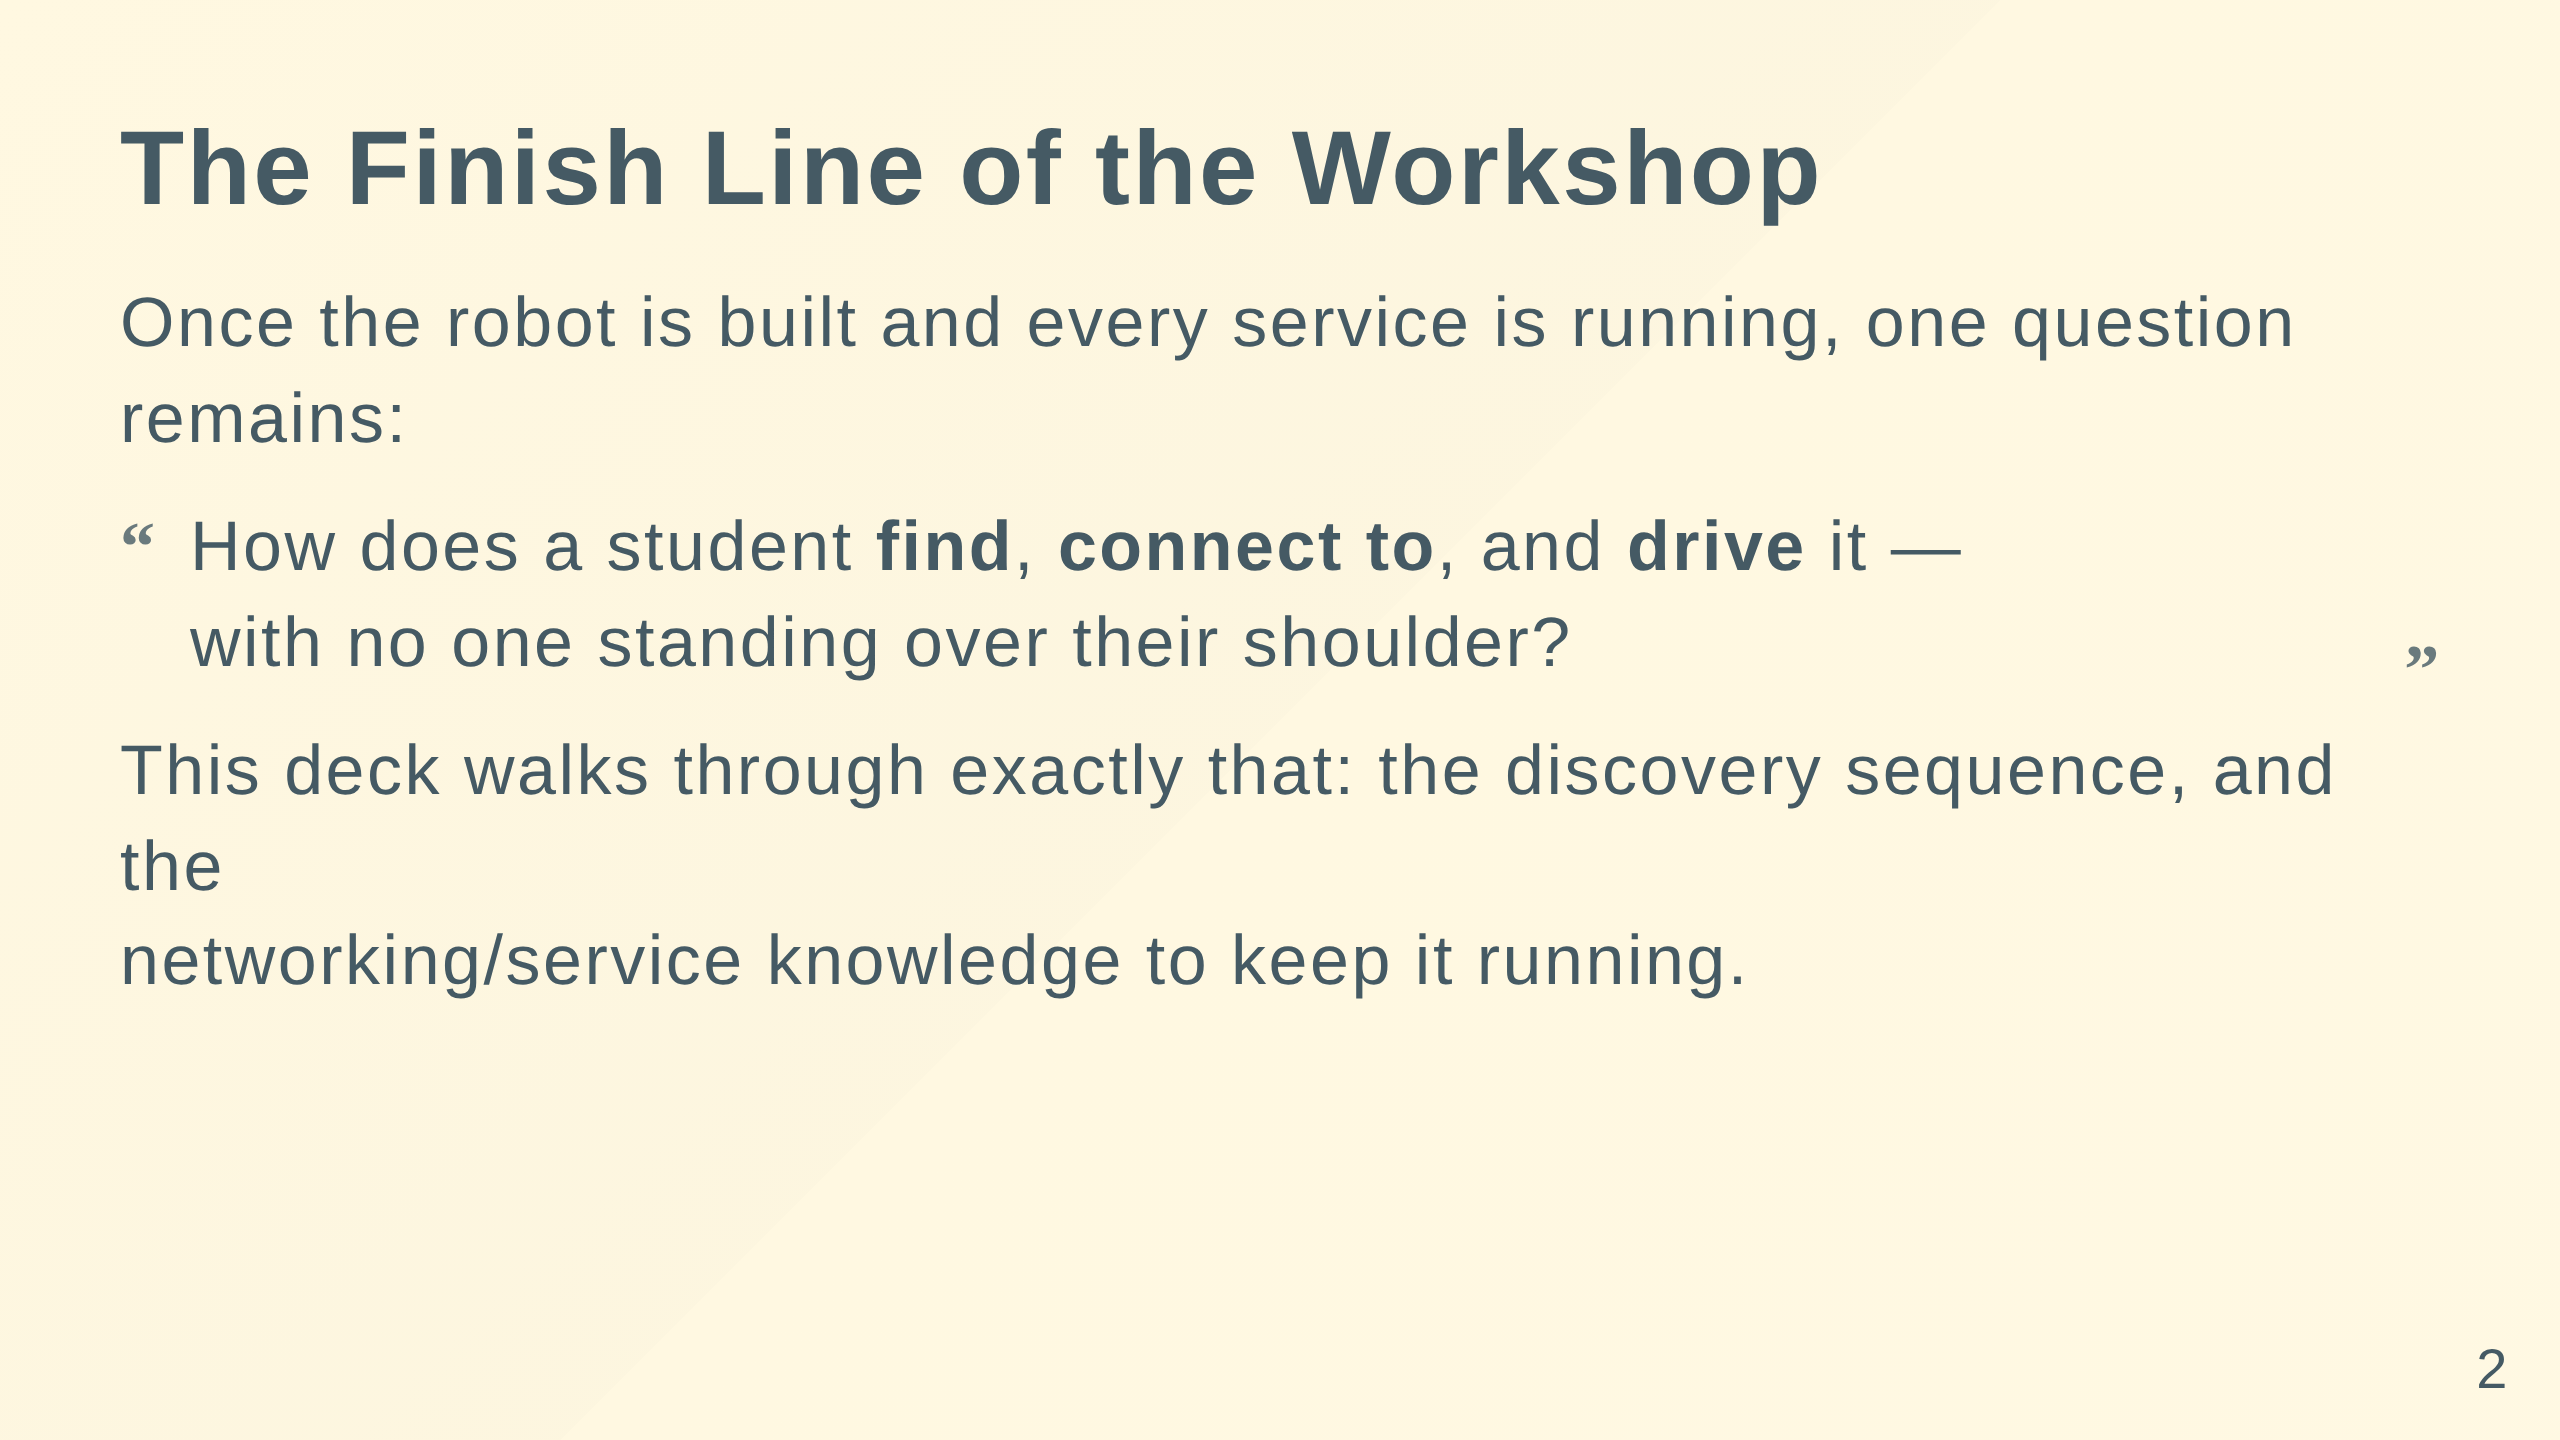 The Finish Line of the Workshop
Once the robot is built and every service is running, one question
remains:
“ How does a student find, connect to, and drive it —
with no one standing over their shoulder? ”
This deck walks through exactly that: the discovery sequence, and
the
networking/service knowledge to keep it running.
2